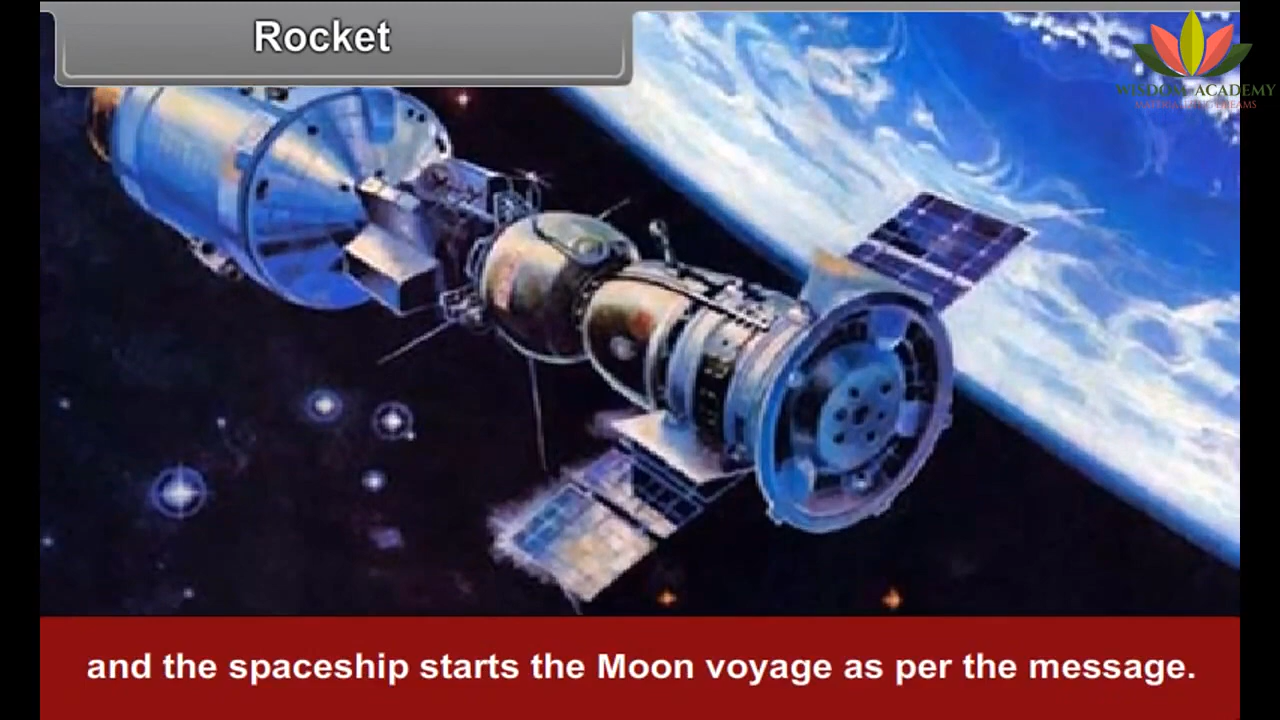 Rocket
WISDOM ACADEMY
and the spaceship starts the Moon voyage as per the message.